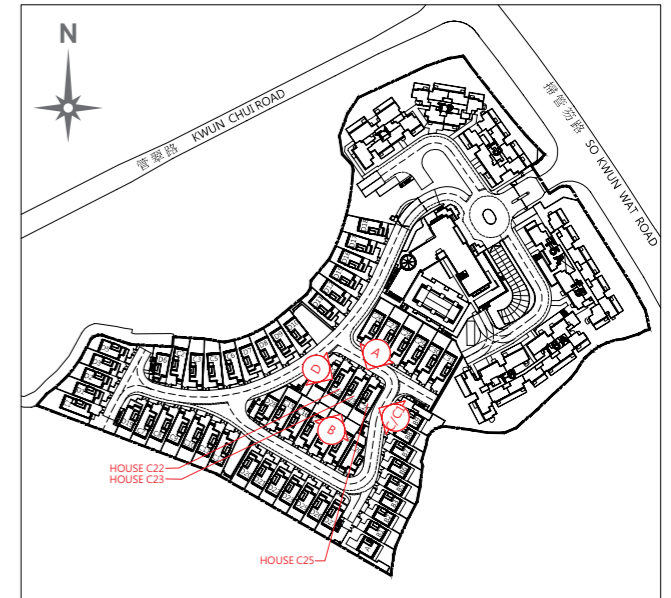 N
管翠路 KWUN CHUI ROAD
掃管笏路 SO KWUN WAT ROAD
A
D
C
B
HOUSE C22
HOUSE C23
HOUSE C25